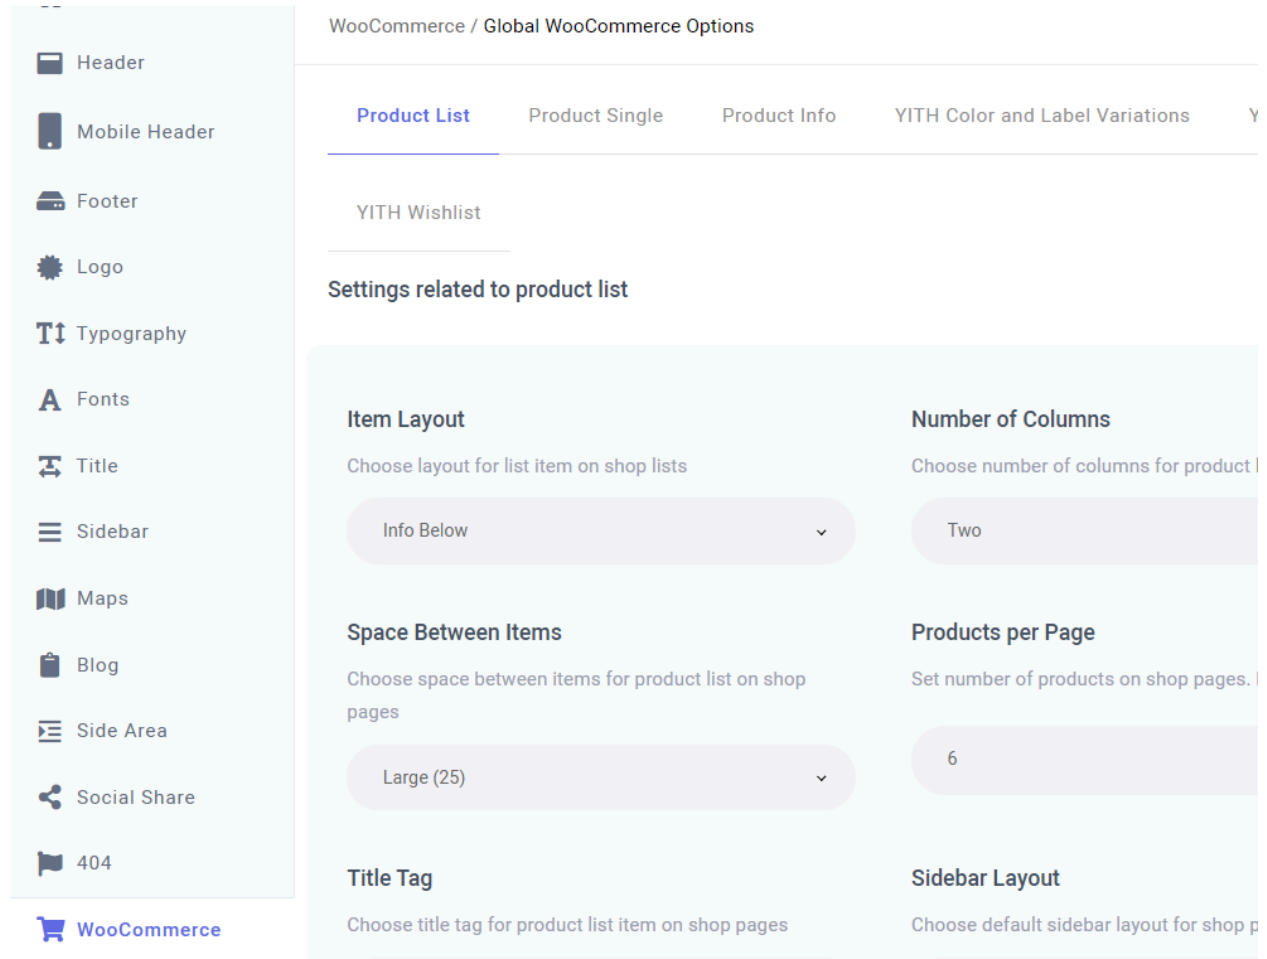 WooCommerce / Global WooCommerce Options
Header
Mobile Header
Footer
Logo
Typography
Fonts
Title
Sidebar
Maps
Blog
Side Area
Social Share
404
WooCommerce
Product List
Product Single
Product Info
YITH Color and Label Variations
Y
YITH Wishlist
Settings related to product list
Item Layout
Choose layout for list item on shop lists
Info Below
Number of Columns
Choose number of columns for product
Two
Space Between Items
Choose space between items for product list on shop
pages
Large (25)
Products per Page
Set number of products on shop pages.
6
Title Tag
Choose title tag for product list item on shop pages
Sidebar Layout
Choose default sidebar layout for shop p